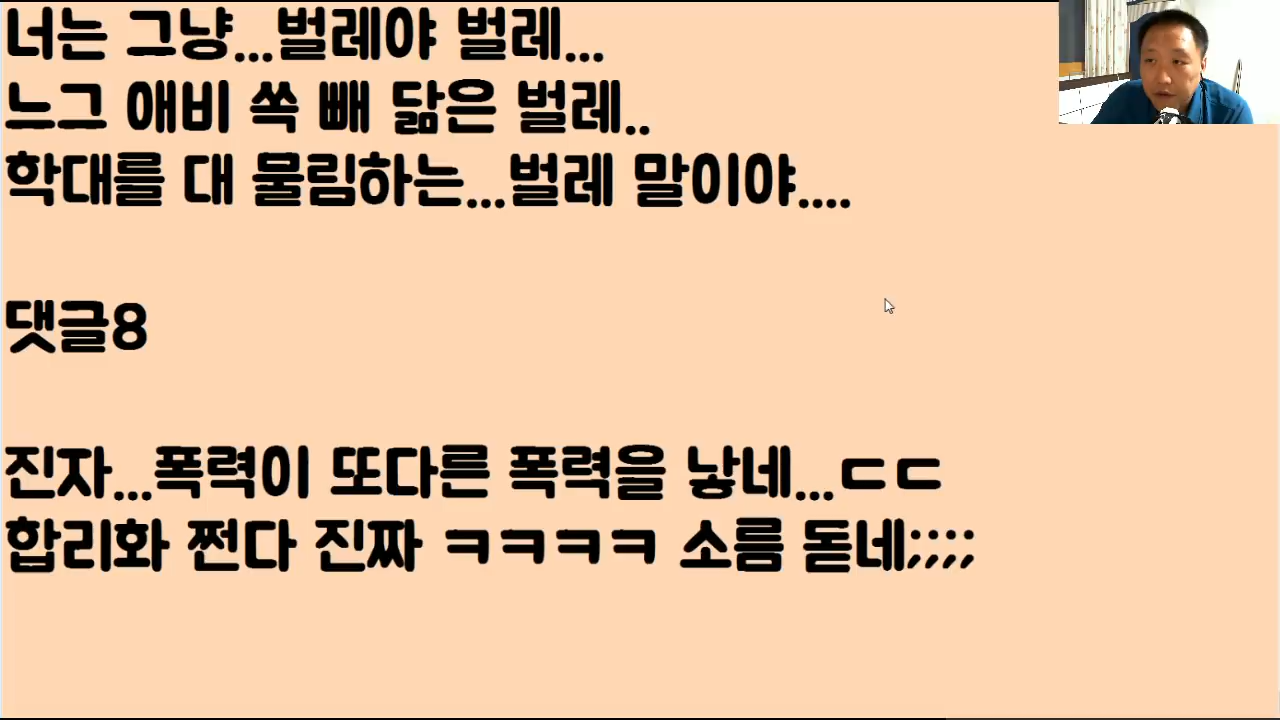 너는 그냥...벌레야 벌레...
느그 애비 쏙 빼 닮은 벌레..
학대를 대 물림하는...벌레 말이야....
댓글8
진자...폭력이 또다른 폭력을 낳네...ㄷㄷ
합리화 쩐다 진짜 ㅋㅋㅋㅋ 소름 돋네;;;;